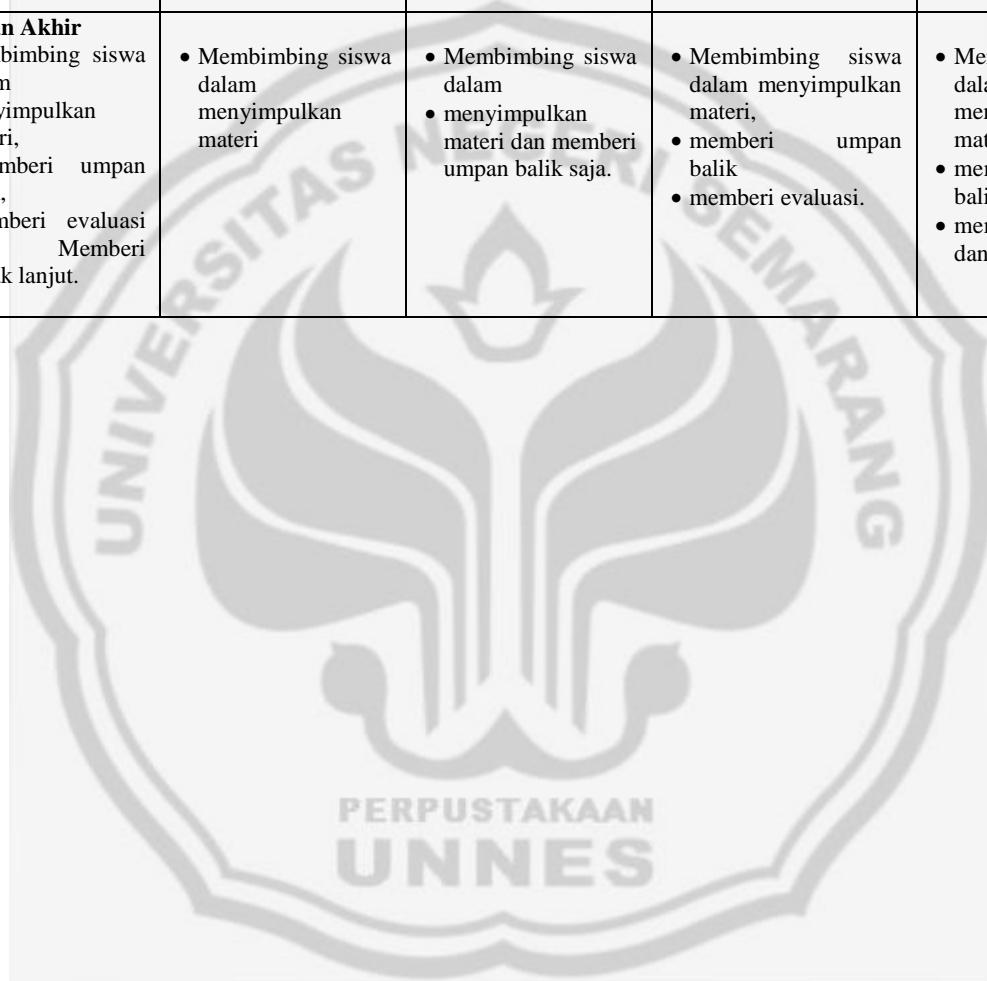 n Akhir
bimbing siswa
m
yimpulkan
ri,
mberi umpan
,
mberi evaluasi
Memberi
k lanjut.
• Membimbing siswa
dalam
menyimpulkan
materi
• Membimbing siswa
dalam
• menyimpulkan
materi dan memberi
umpan balik saja.
• Membimbing siswa
dalam menyimpulkan
materi,
• memberi umpan
balik
• memberi evaluasi.
• Me
dala
mer
mat
• mer
bali
• mer
dan
UNIVERSITAS NEGERI SEMARANG
PERPUSTAKAAN
UNNES